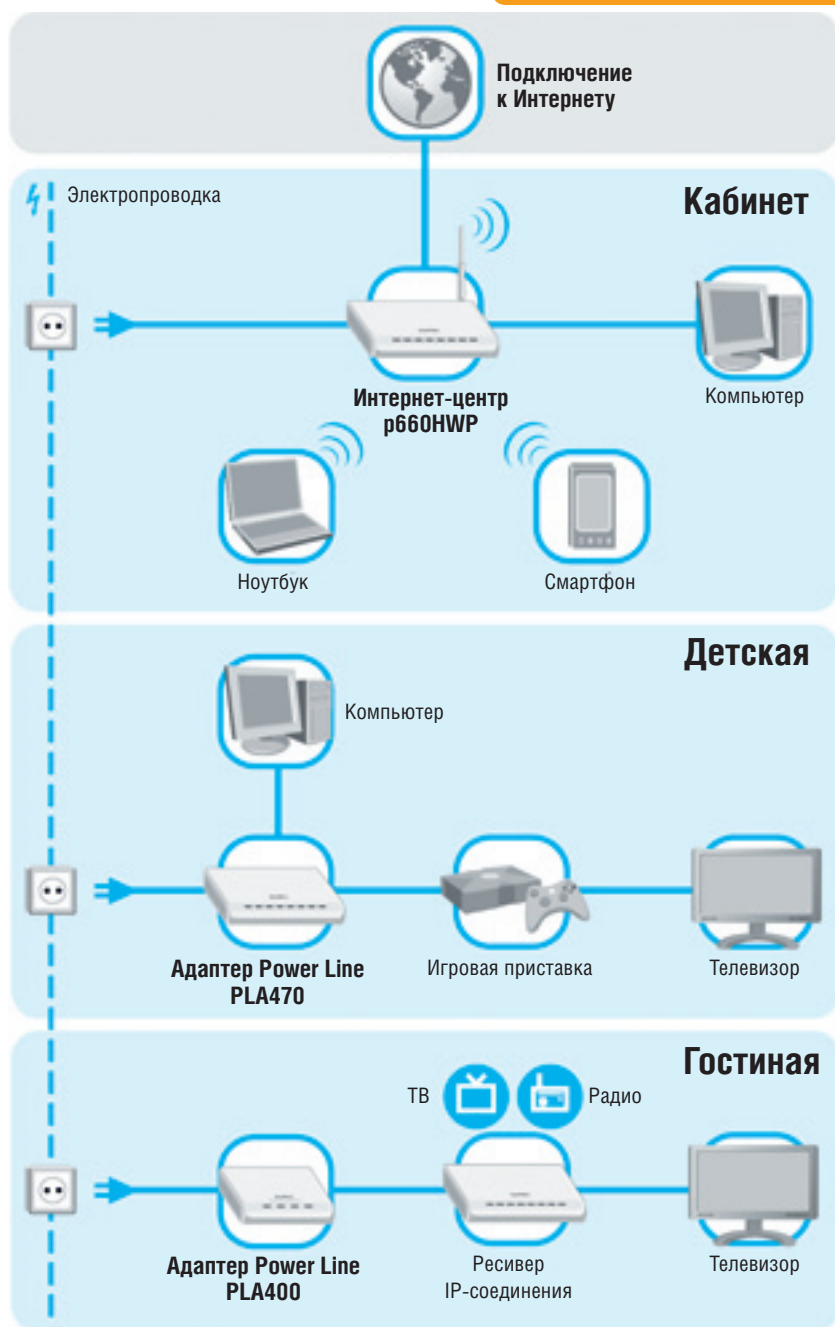 Подключение
к Интернету
Электропроводка
Кабинет
Интернет-центр
p660HWP
Компьютер
Ноутбук
Смартфон
Детская
Компьютер
Адаптер Power Line
PLA470
Игровая приставка
Телевизор
Гостиная
ТВ
Радио
Адаптер Power Line
PLA400
Ресивер
IP-соединения
Телевизор